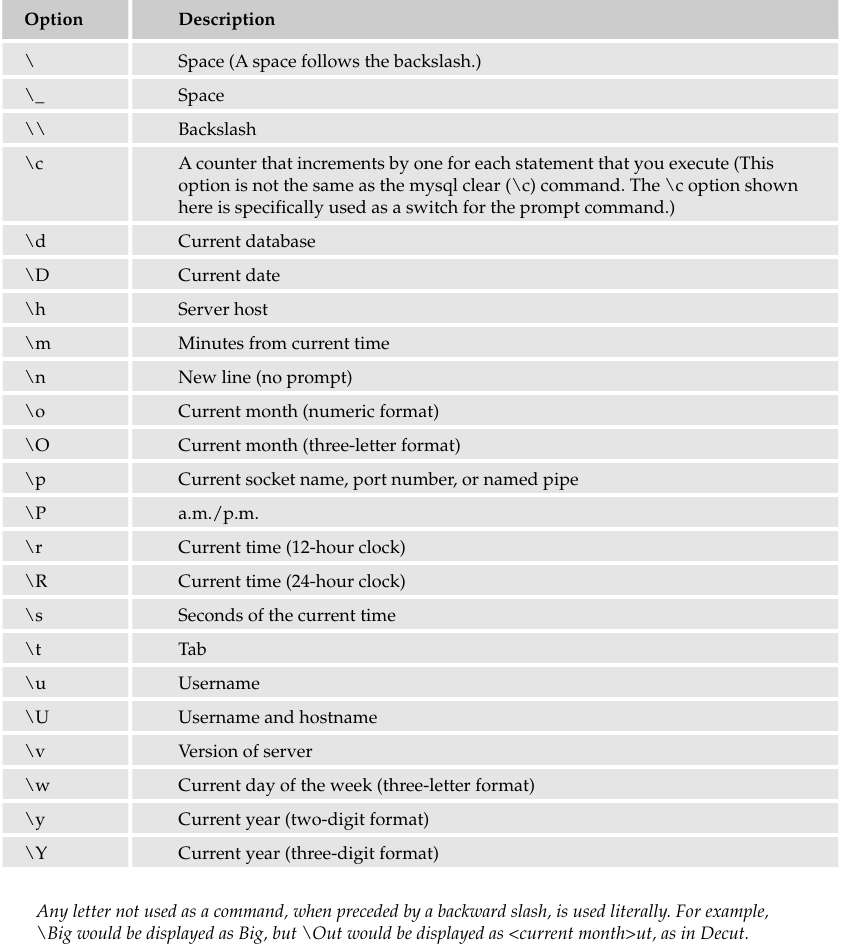 Option Description
\ Space (A space follows the backslash.)
\_ Space
\\ Backslash
\c A counter that increments by one for each statement that you execute (This
option is not the same as the mysql clear (\c) command. The \c option shown
here is specifically used as a switch for the prompt command.)
\d Current database
\D Current date
\h Server host
\m Minutes from current time
\n New line (no prompt)
\o Current month (numeric format)
\O Current month (three-letter format)
\p Current socket name, port number, or named pipe
\P a.m./p.m.
\r Current time (12-hour clock)
\R Current time (24-hour clock)
\s Seconds of the current time
\t Tab
\u Username
\U Username and hostname
\v Version of server
\w Current day of the week (three-letter format)
\y Current year (two-digit format)
\Y Current year (three-digit format)
Any letter not used as a command, when preceded by a backward slash, is used literally. For example,
\Big would be displayed as Big, but \Out would be displayed as <current month>ut, as in Decut.